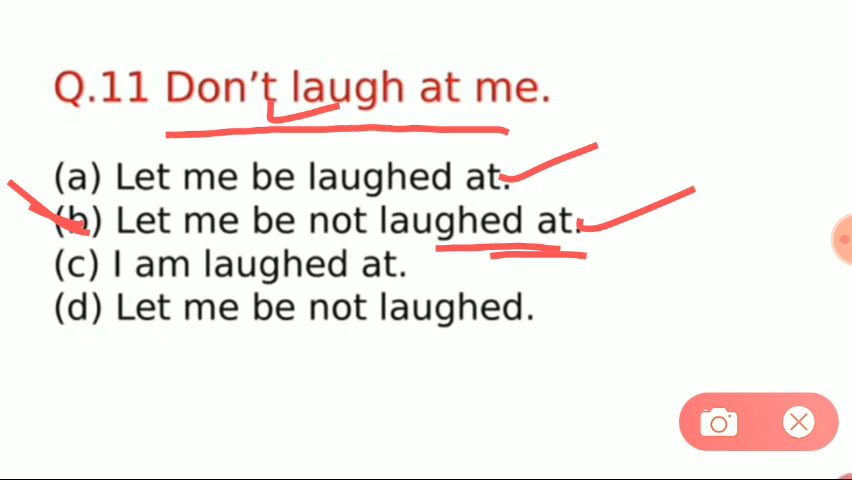 Q.11 Don’t laugh at me.
(a) Let me be laughed at.
(b) Let me be not laughed at.
(c) I am laughed at.
(d) Let me be not laughed.